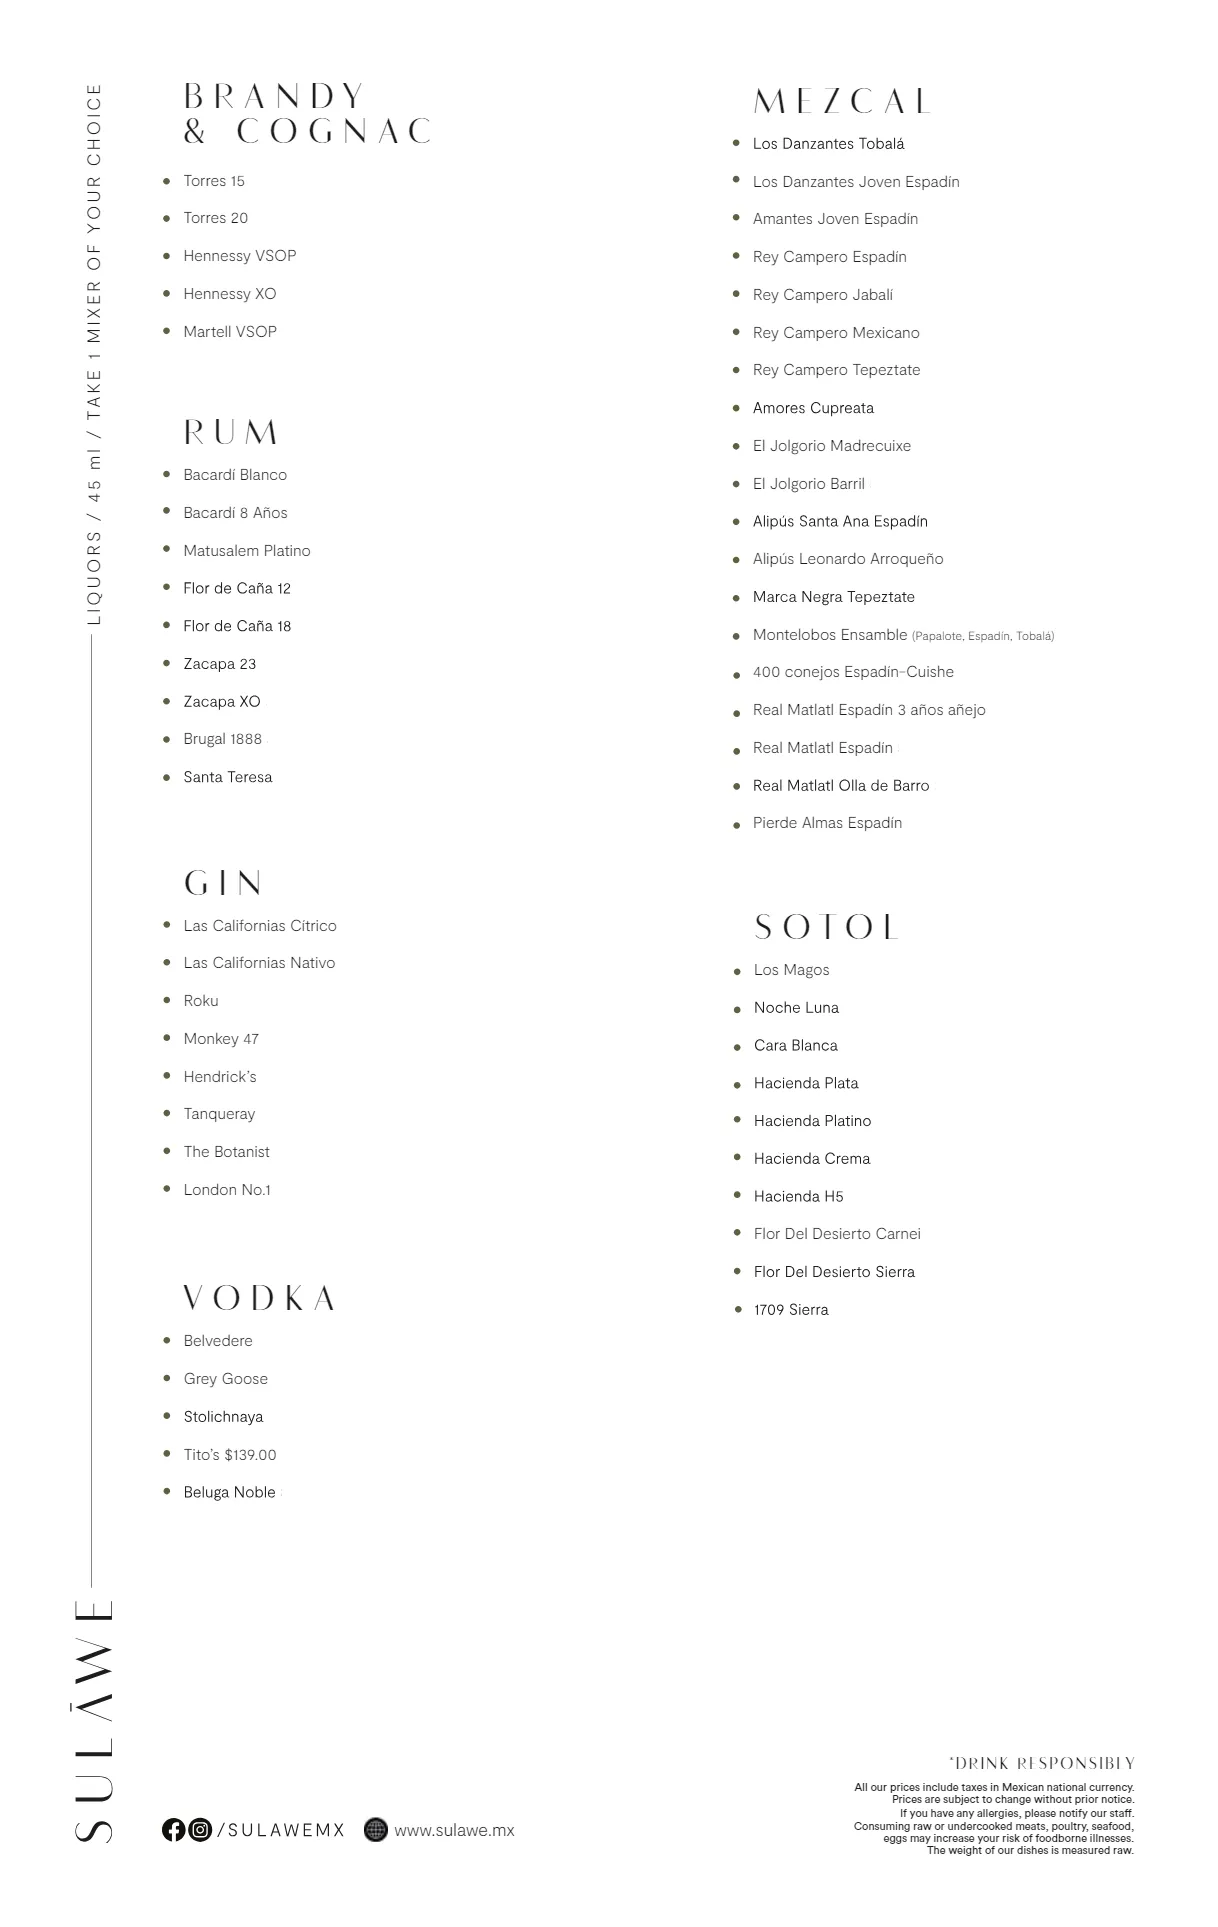 LIQUORS / 45 ml / TAKE 1 MIXER OF YOUR CHOICE
BRANDY
& COGNAC
Torres 15
Torres 20
Hennessy VSOP
Hennessy XO
Martell VSOP
RUM
Bacardí Blanco
Bacardí 8 Años
Matusalem Platino
Flor de Caña 12
Flor de Caña 18
Zacapa 23
Zacapa XO
Brugal 1888
Santa Teresa
GIN
Las Californias Cítrico
Las Californias Nativo
Roku
Monkey 47
Hendrick's
Tanqueray
The Botanist
London No.1
VODKA
Belvedere
Grey Goose
Stolichnaya
Tito's $139.00
Beluga Noble
MEZCAL
Los Danzantes Tobalá
Los Danzantes Joven Espadín
Amantes Joven Espadín
Rey Campero Espadín
Rey Campero Jabalí
Rey Campero Mexicano
Rey Campero Tepeztate
Amores Cupreata
El Jolgorio Madrecuixe
El Jolgorio Barril
Alipús Santa Ana Espadín
Alipús Leonardo Arroqueño
Marca Negra Tepeztate
Montelobos Ensamble (Papalote, Espadín, Tobalá)
400 conejos Espadín-Cuishe
Real Matlatl Espadín 3 años añejo
Real Matlatl Espadín
Real Matlatl Olla de Barro
Pierde Almas Espadín
SOTOL
Los Magos
Noche Luna
Cara Blanca
Hacienda Plata
Hacienda Platino
Hacienda Crema
Hacienda H5
Flor Del Desierto Carnei
Flor Del Desierto Sierra
1709 Sierra
SULĀWE
/SULAWEMX
www.sulawe.mx
*DRINK RESPONSIBLY
All our prices include taxes in Mexican national currency.
Prices are subject to change without prior notice.
If you have any allergies, please notify our staff.
Consuming raw or undercooked meats, poultry, seafood,
eggs may increase your risk of foodborne illnesses.
The weight of our dishes is measured raw.